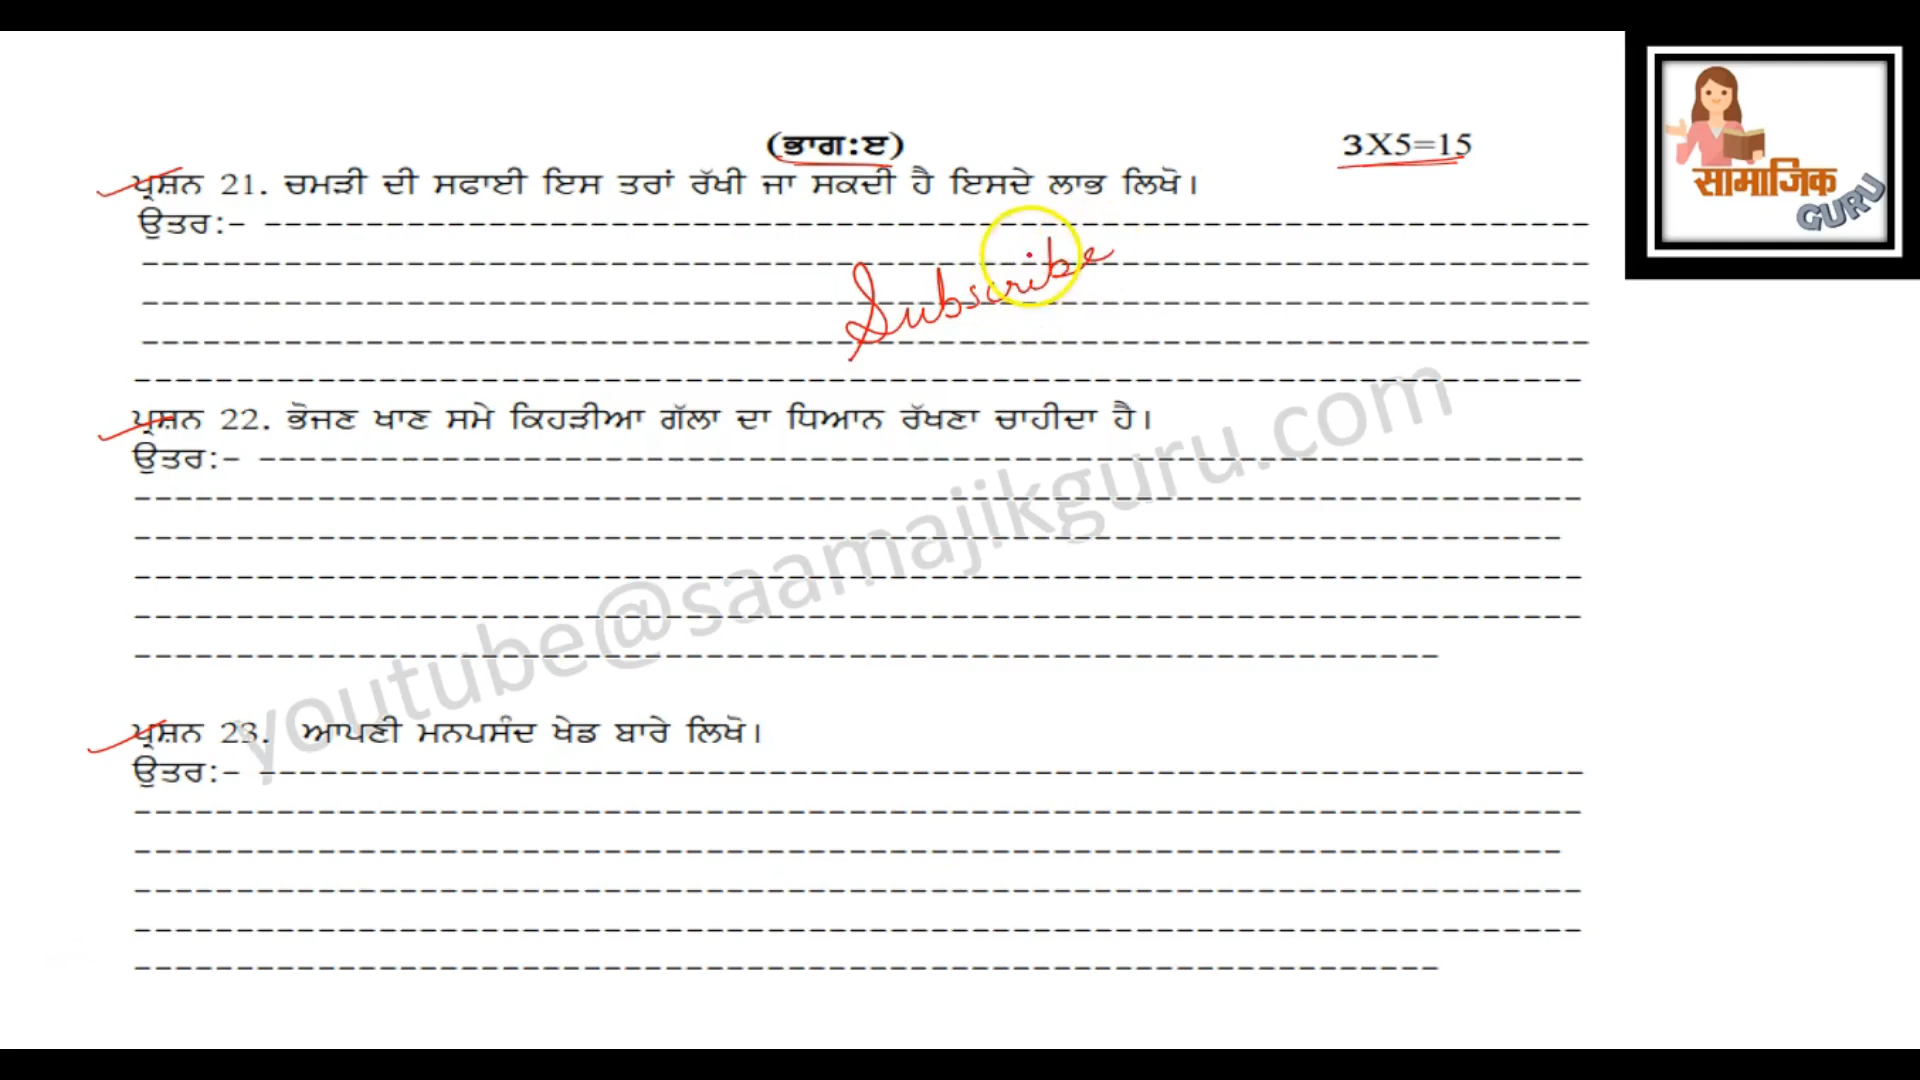 (ਭਾਗ:ੲ) 3X5=15
ਪ੍ਰਸ਼ਨ 21. ਚਮੜੀ ਦੀ ਸਫਾਈ ਇਸ ਤਰਾਂ ਰੱਖੀ ਜਾ ਸਕਦੀ ਹੈ ਇਸਦੇ ਲਾਭ ਲਿਖੋ।
ਉਤਰ:-
Subscribe
ਪ੍ਰਸ਼ਨ 22. ਭੋਜਣ ਖਾਣ ਸਮੇ ਕਿਹੜੀਆ ਗੱਲਾ ਦਾ ਧਿਆਨ ਰੱਖਣਾ ਚਾਹੀਦਾ ਹੈ।
ਉਤਰ:-
ਪ੍ਰਸ਼ਨ 23. ਆਪਣੀ ਮਨਪਸੰਦ ਖੇਡ ਬਾਰੇ ਲਿਖੋ।
ਉਤਰ:-
youtube@saamajikguru.com
सामाजिक
GURU